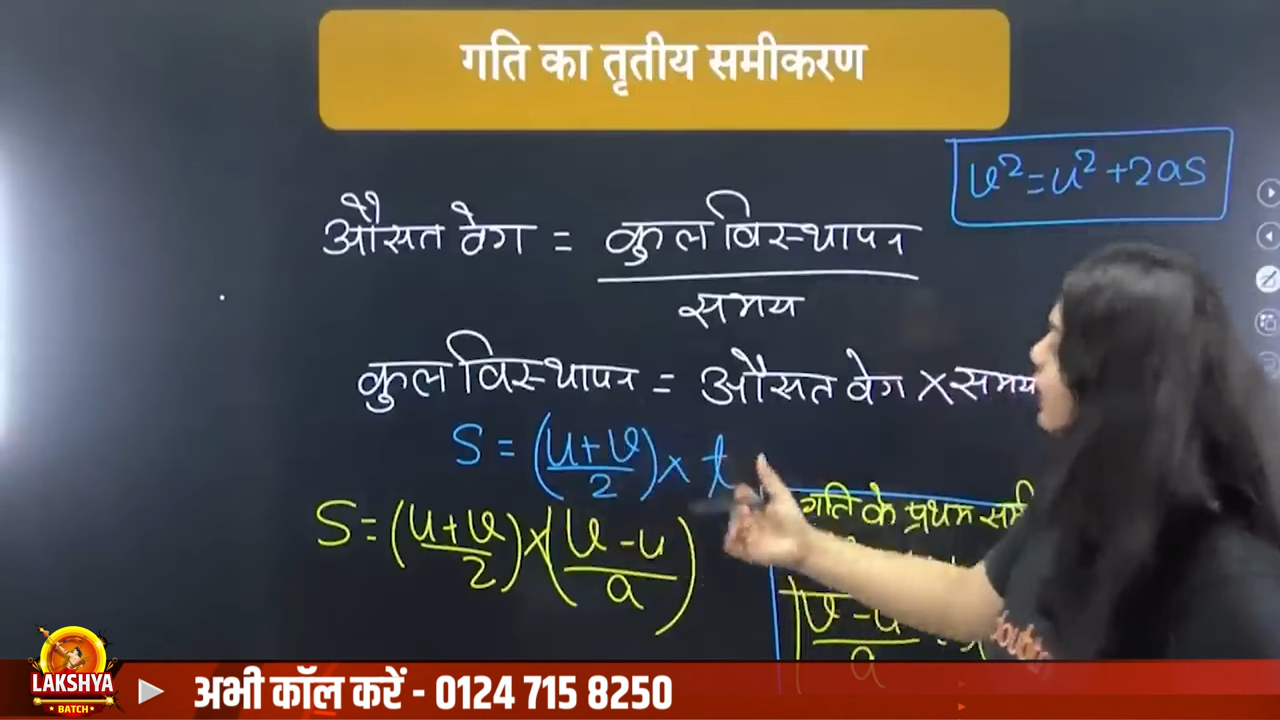 गति का तृतीय समीकरण
v² = u² + 2as
औसत वेग = कुल विस्थापन / समय
कुल विस्थापन = औसत वेग × समय
S = (u+v / 2) × t
S = (u+v / 2) × (v-u / a)
गति के प्रथम
v-u / a
LAKSHYA
BATCH
अभी कॉल करें - 0124 715 8250